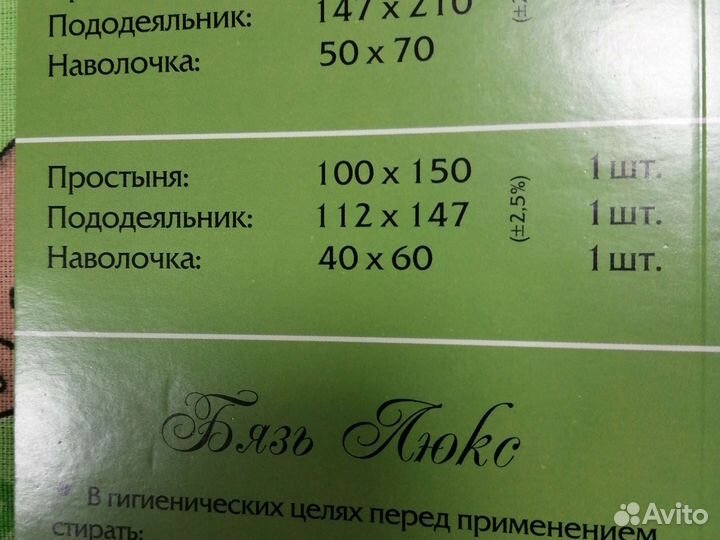 Пододеяльник: 147 x 210
Наволочка: 50 x 70
Простыня: 100 x 150 1 шт.
Пододеяльник: 112 x 147 (±2,5%) 1 шт.
Наволочка: 40 x 60 1 шт.
Бязь Люкс
В гигиенических целях перед применением
стирать:
Avito